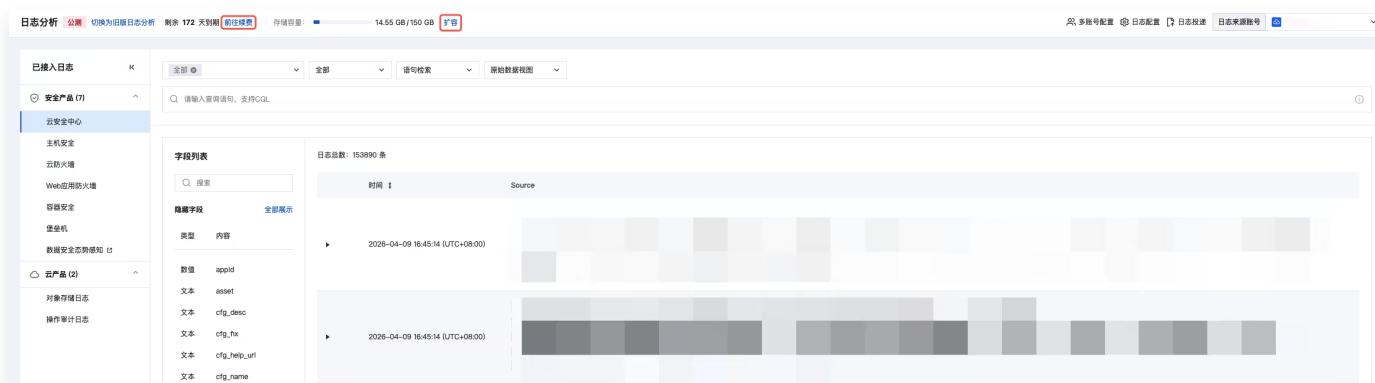 日志分析 公测 切换为旧版日志分析 剩余 172 天到期 前往续费 存储容量: 14.55 GB/150 GB 扩容 多账号配置 日志配置 日志投递 日志来源账号
已接入日志
全部 全部 语句检索 原始数据视图
安全产品 (7)
请输入查询语句，支持CQL
云安全中心
主机安全
云防火墙
Web应用防火墙
容器安全
堡垒机
数据安全态势感知
云产品 (2)
对象存储日志
操作审计日志
字段列表
搜索
隐藏字段 全部展示
类型 内容
数值 appid
文本 asset
文本 cfg_desc
文本 cfg_fix
文本 cfg_help_url
文本 cfg_name
日志总数：153890 条
时间 Source
2026-04-09 16:45:14 (UTC+08:00)
2026-04-09 16:45:14 (UTC+08:00)